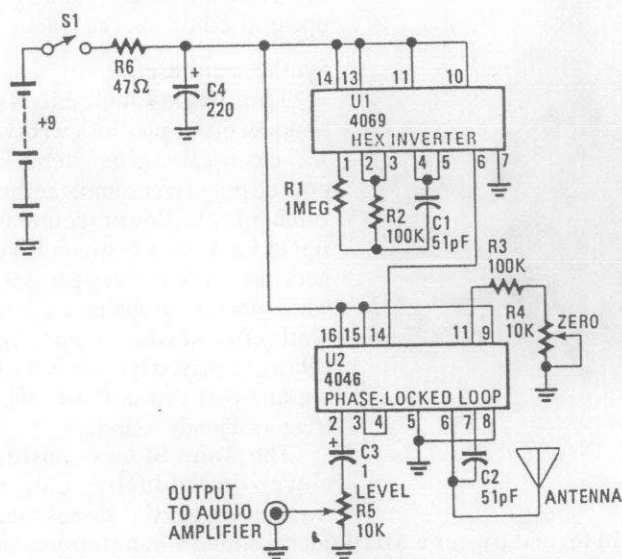 S1
R6
47Ω
+
C4
220
+9
14 13 11 10
U1
4069
HEX INVERTER
1 2 3 4 5 6 7
R1
1MEG
R2
100K
C1
51pF
R3
100K
R4
10K
ZERO
16 15 14 11 9
U2
4046
PHASE-LOCKED LOOP
2 3 4 5 6 7 8
+
C3
.1
C2
51pF
ANTENNA
OUTPUT
TO AUDIO
AMPLIFIER
LEVEL
R5
10K